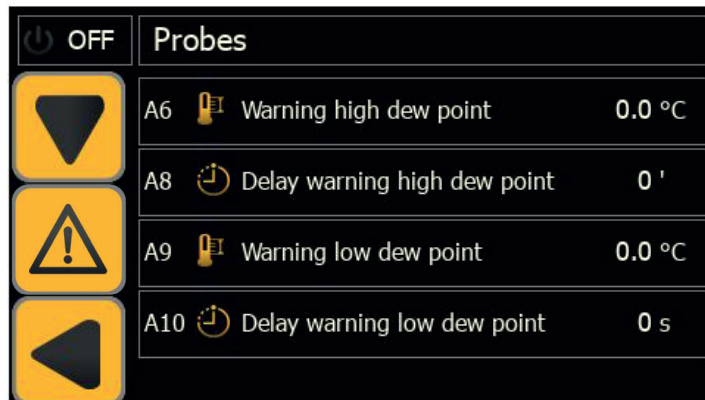 OFF Probes
A6 Warning high dew point 0.0 °C
A8 Delay warning high dew point 0 '
A9 Warning low dew point 0.0 °C
A10 Delay warning low dew point 0 s